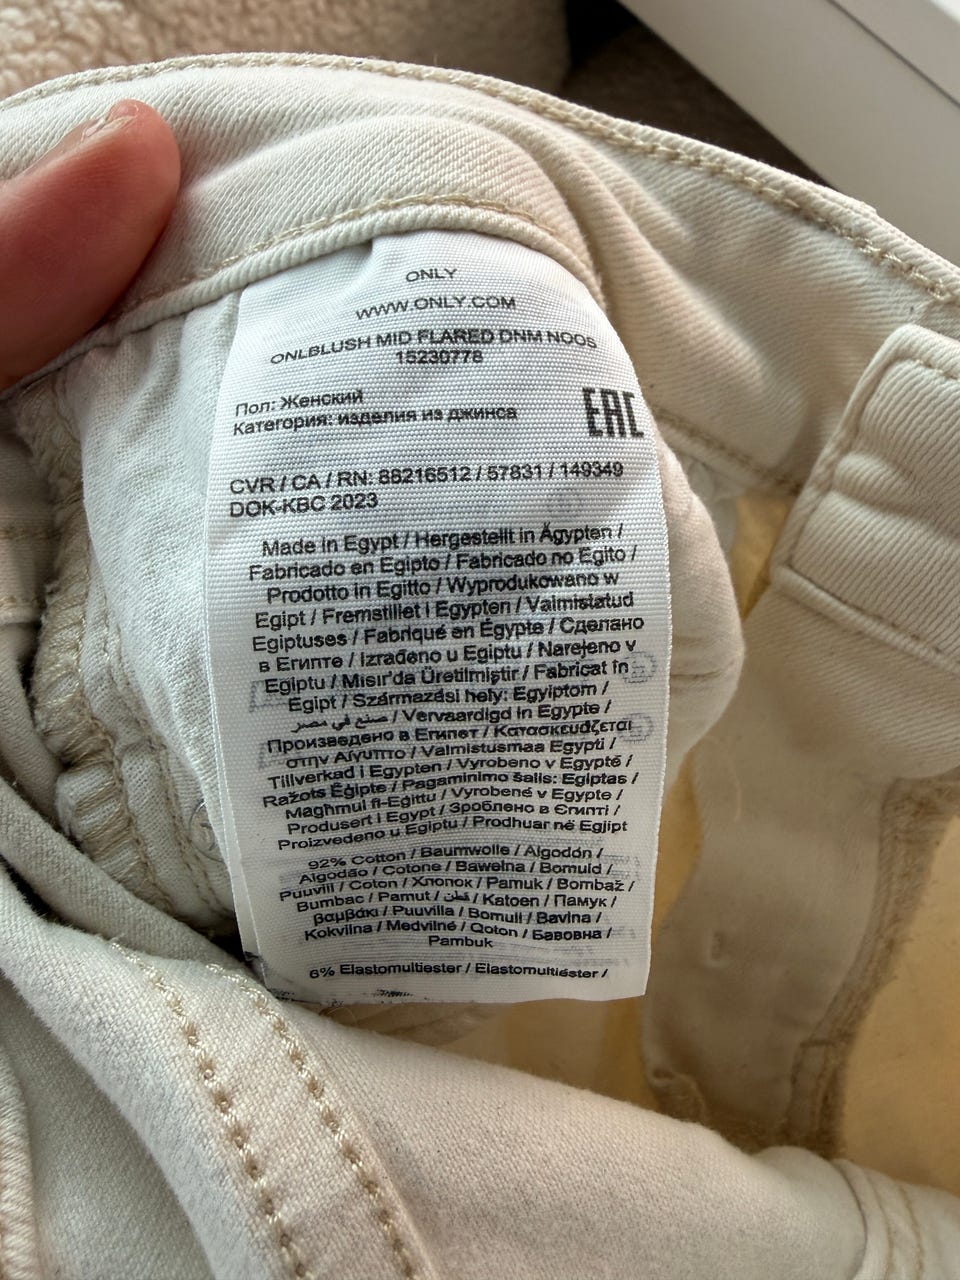 ONLY
WWW.ONLY.COM
ONLBLUSH MID FLARED DNM NOOS
15230778
Пол: Женский
Категория: изделия из джинса
EAC
CVR / CA / RN: 88216512 / 57831 / 149349
DOK-KBC 2023
Made in Egypt / Hergestellt in Ägypten /
Fabricado en Egipto / Fabricado no Egito /
Prodotto in Egitto / Wyprodukowano w
Egipt / Fremstillet i Egypten / Valmistatud
Egiptuses / Fabriqué en Égypte / Сделано
в Египте / Izrađeno u Egiptu / Narejeno v
Egiptu / Mısır'da Üretilmiştir / Fabricat în
Egipt / Származási hely: Egyiptom /
صنع في مصر / Vervaardigd in Egypte /
Произведено в Египет / Κατασκευάζεται
στην Αίγυπτο / Valmistusmaa Egypti /
Tillverkad i Egypten / Vyrobeno v Egyptě /
Ražots Ēģipte / Pagaminimo šalis: Egiptas /
Magħmul fl-Eġittu / Vyrobené v Egypte /
Produsert i Egypt / Зроблено в Єгипті /
Proizvedeno u Egiptu / Prodhuar në Egjipt
92% Cotton / Baumwolle / Algodón /
Algodão / Cotone / Bawełna / Bomuld /
Puuvill / Coton / Хлопок / Pamuk / Bombaž /
Bumbac / Pamut / قطن / Katoen / Памук /
βαμβάκι / Puuvilla / Bomull / Bavlna /
Kokvilna / Medvilnė / Qoton / Бавовна /
Pambuk
6% Elastomultiester / Elastomultiéster /